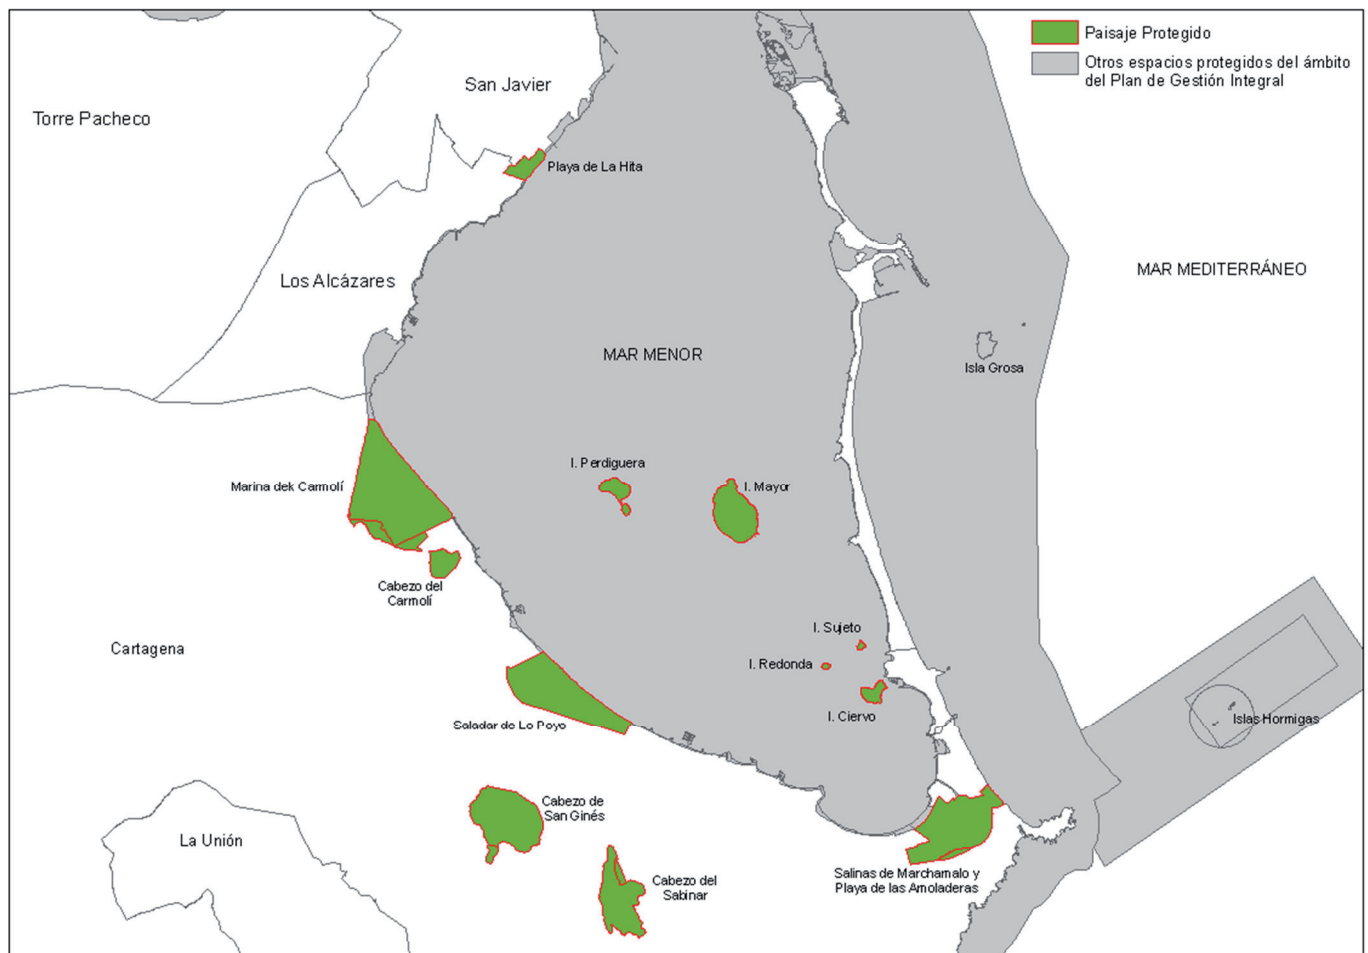 Paisaje Protegido
Otros espacios protegidos del ámbito
del Plan de Gestión Integral
San Javier
Torre Pacheco
Playa de La Hita
Los Alcázares
MAR MEDITERRÁNEO
MAR MENOR
Isla Grosa
I. Perdiguera
I. Mayor
Marina dek Carmolí
Cabezo del
Carmolí
I. Sujeto
Cartagena
I. Redonda
I. Ciervo
Islas Hormigas
Saladar de Lo Poyo
Cabezo de
San Ginés
La Unión
Cabezo del
Sabinar
Salinas de Marchamalo y
Playa de las Amoladeras